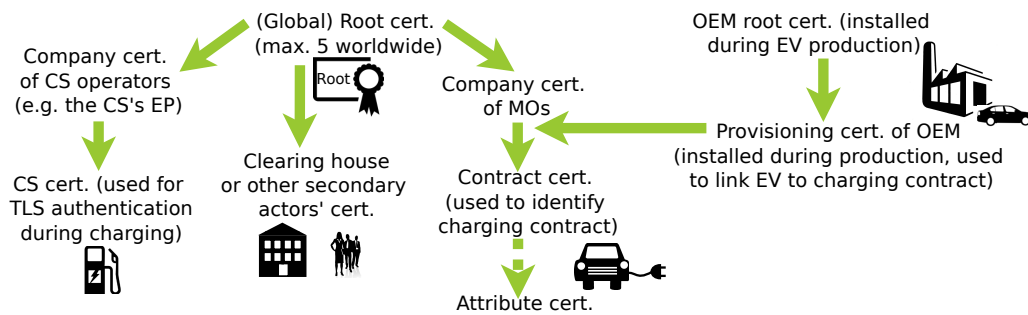 (Global) Root cert.
(max. 5 worldwide)
Root
Company cert.
of CS operators
(e.g. the CS's EP)
CS cert. (used for
TLS authentication
during charging)
Clearing house
or other secondary
actors' cert.
Company cert.
of MOs
Contract cert.
(used to identify
charging contract)
Attribute cert.
OEM root cert. (installed
during EV production)
Provisioning cert. of OEM
(installed during production, used
to link EV to charging contract)